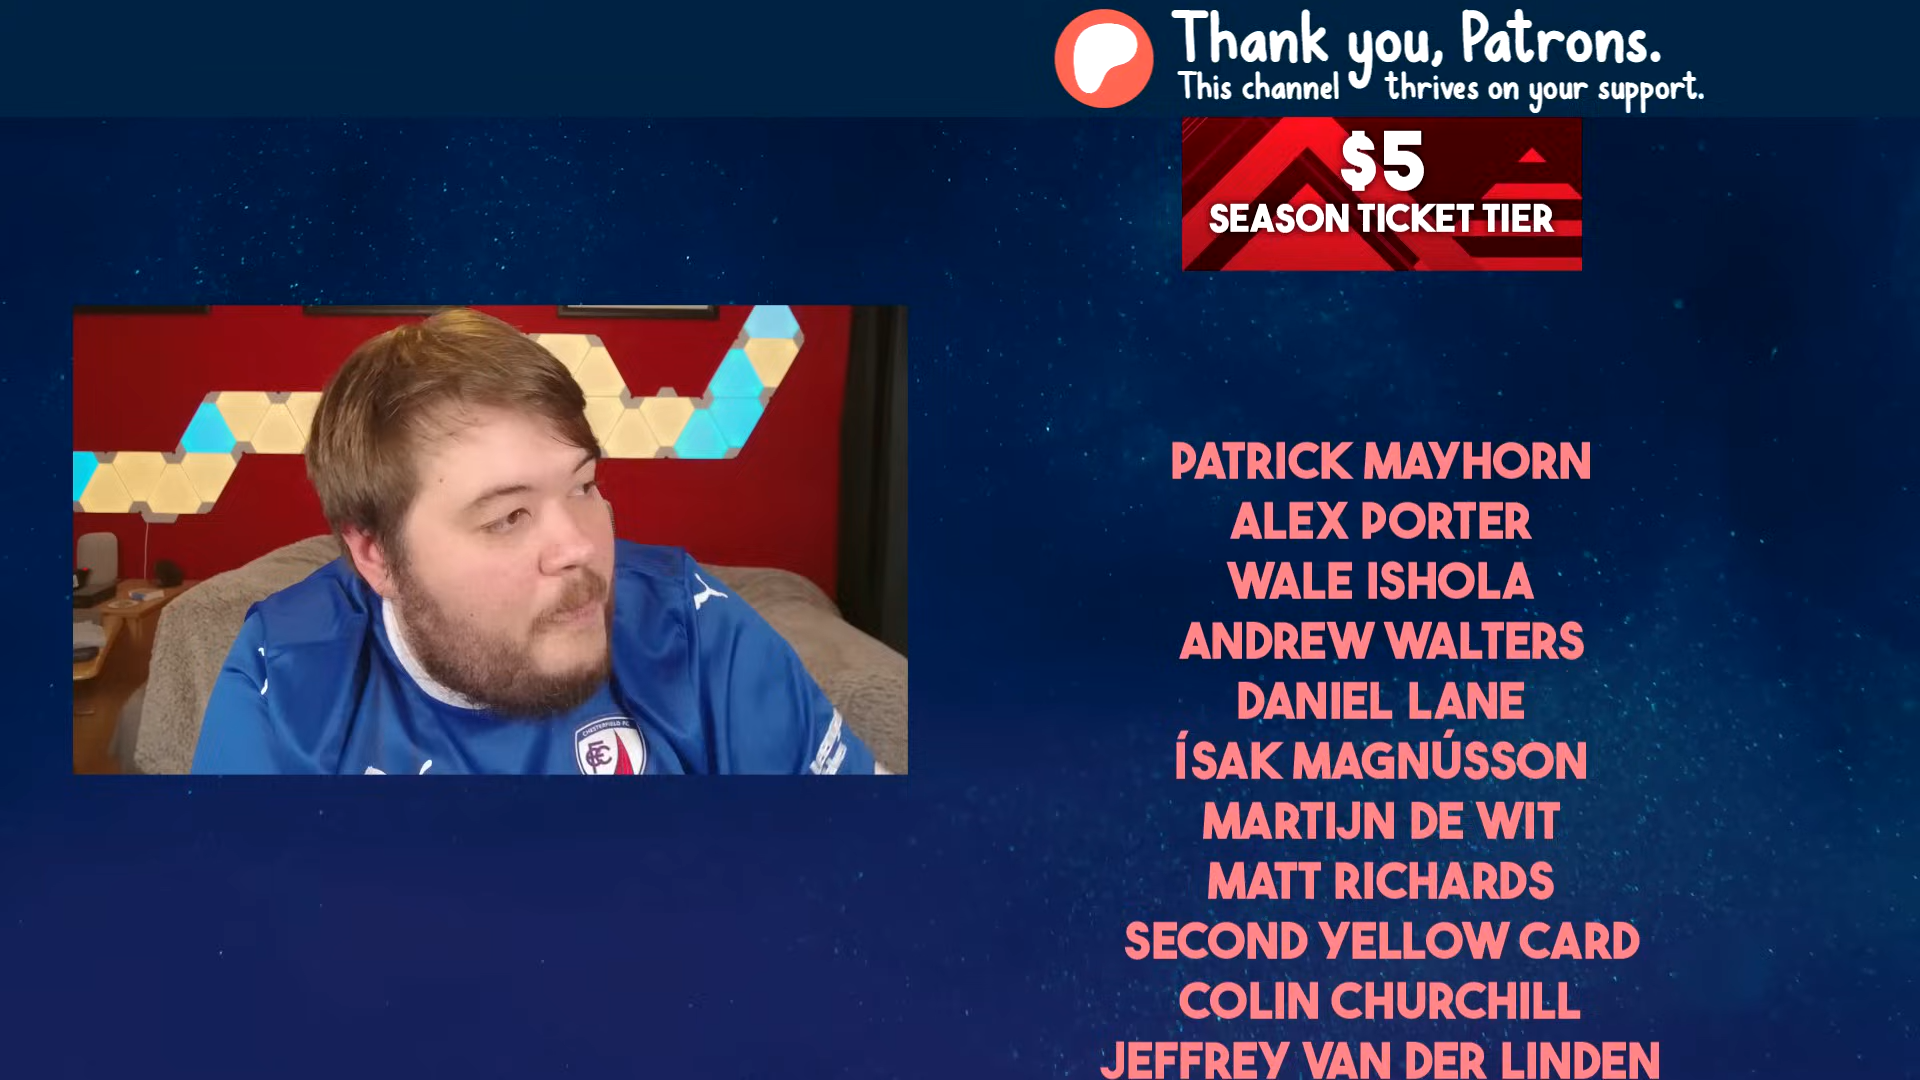 Thank you, Patrons.
This channel thrives on your support.
$5
SEASON TICKET TIER
CHESTERFIELD FC
PATRICK MAYHORN
ALEX PORTER
WALE ISHOLA
ANDREW WALTERS
DANIEL LANE
ÍSAK MAGNÚSSON
MARTIJN DE WIT
MATT RICHARDS
SECOND YELLOW CARD
COLIN CHURCHILL
JEFFREY VAN DER LINDEN